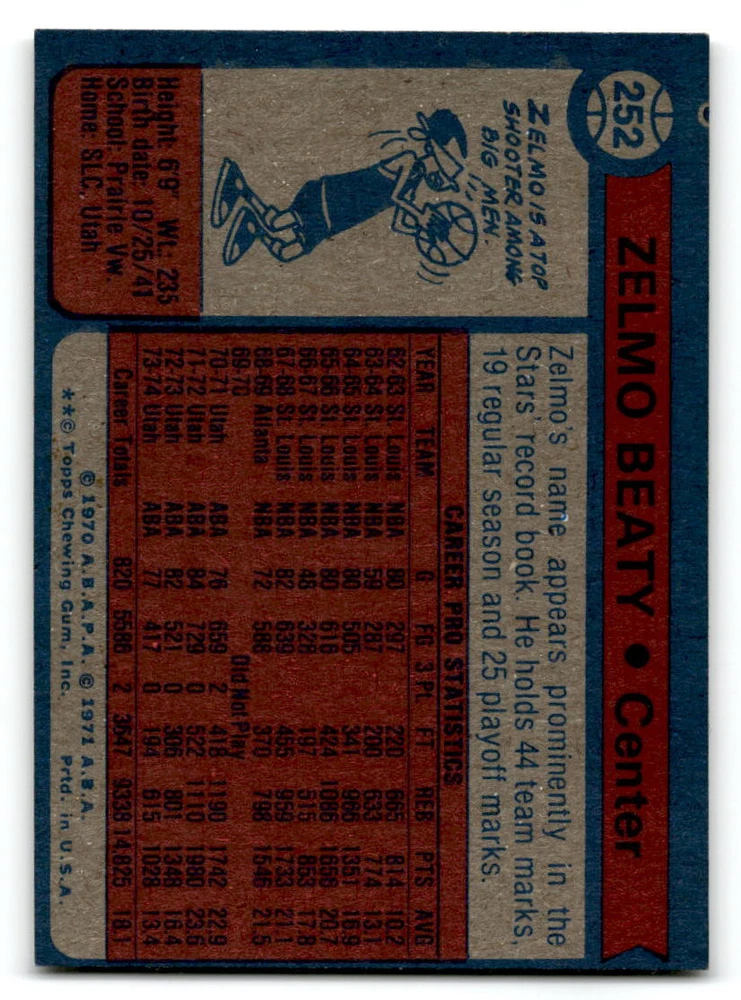 252
ZELMO BEATY • Center
ZELMO IS A TOP
SHOOTER AMONG
BIG MEN.
Height: 6'9" Wt.: 235
Birth date: 10/25/41
School: Prairie Vw.
Home: SLC, Utah
Zelmo's name appears prominently in the
Stars' record book. He holds 44 team marks,
19 regular season and 25 playoff marks.
CAREER PRO STATISTICS
YEAR TEAM G FG 3 Pt FT REB PTS AVG
62-63 St. Louis NBA 80 297 220 665 814 10.2
63-64 St. Louis NBA 59 287 200 633 774 13.1
64-65 St. Louis NBA 80 505 341 966 1351 16.9
65-66 St. Louis NBA 80 616 424 1086 1656 20.7
66-67 St. Louis NBA 48 328 197 515 853 17.8
67-68 St. Louis NBA 82 639 455 959 1733 21.1
68-69 Atlanta NBA 72 588 370 798 1546 21.5
69-70 Did Not Play
70-71 Utah ABA 76 659 2 418 1190 1742 22.9
71-72 Utah ABA 84 729 0 522 1110 1980 23.6
72-73 Utah ABA 82 521 0 306 801 1348 16.4
73-74 Utah ABA 77 417 0 194 615 1028 13.4
Career Totals 820 5586 2 3647 9338 14,825 18.1
© 1970 A.B.A.P.A. © 1971 A.B.A.
**© Topps Chewing Gum, Inc. Prtd. in U.S.A.